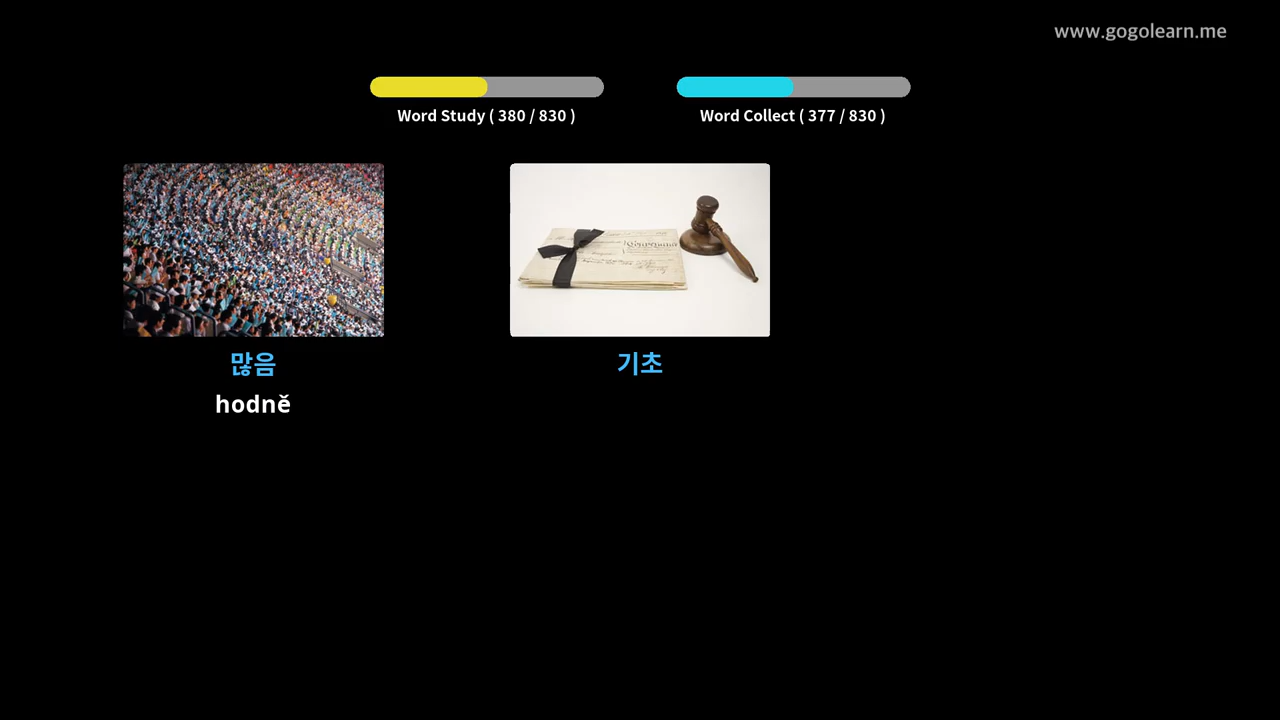 www.gogolearn.me
Word Study ( 380 / 830 )
Word Collect ( 377 / 830 )
많음
hodně
기초